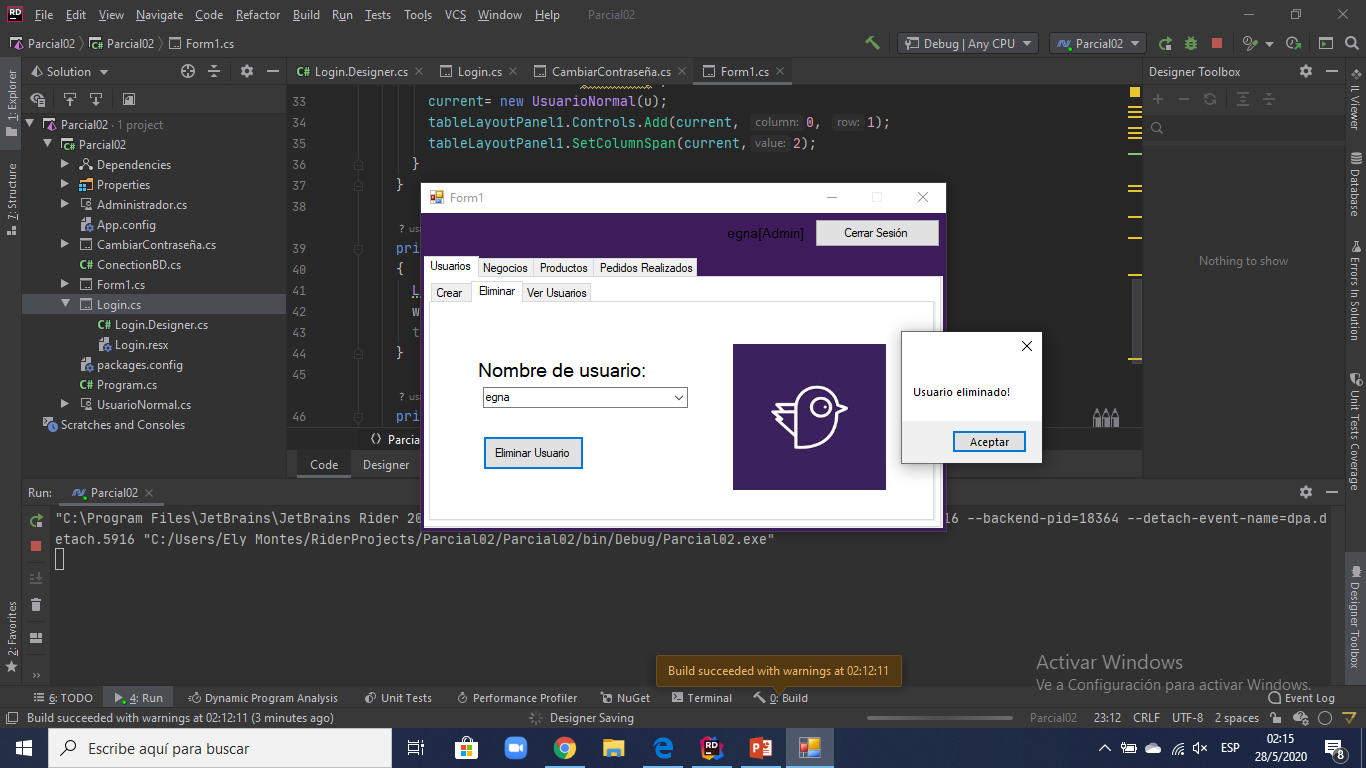 File Edit View Navigate Code Refactor Build Run Tests Tools VCS Window Help Parcial02
Parcial02 Parcial02 Form1.cs Debug | Any CPU Parcial02
Solution Login.Designer.cs Login.cs CambiarContraseña.cs Form1.cs Designer Toolbox
1: Explorer
7: Structure
2: Favorites
Parcial02 · 1 project
Parcial02
Dependencies
Properties
Administrador.cs
App.config
CambiarContraseña.cs
ConectionBD.cs
Form1.cs
Login.cs
Login.Designer.cs
Login.resx
packages.config
Program.cs
UsuarioNormal.cs
Scratches and Consoles
33 current= new UsuarioNormal(u);
34 tableLayoutPanel1.Controls.Add(current, column: 0, row: 1);
35 tableLayoutPanel1.SetColumnSpan(current, value: 2);
36 }
37 }
38
? usa
39 pri
40 {
41 L
42 w
43 t
44 }
45
? usa
46 pri
Parcia
Code Designer
Form1
egna[Admin] Cerrar Sesión
Usuarios Negocios Productos Pedidos Realizados
Crear Eliminar Ver Usuarios
Nombre de usuario:
egna
Eliminar Usuario
Usuario eliminado!
Aceptar
Nothing to show
IL Viewer
Database
Errors In Solution
Unit Tests Coverage
Designer Toolbox
Run: Parcial02
"C:\Program Files\JetBrains\JetBrains Rider 20 16 --backend-pid=18364 --detach-event-name=dpa.d
etach.5916 "C:/Users/Ely Montes/RiderProjects/Parcial02/Parcial02/bin/Debug/Parcial02.exe"
Activar Windows
Ve a Configuración para activar Windows.
Build succeeded with warnings at 02:12:11
6: TODO 4: Run Dynamic Program Analysis Unit Tests Performance Profiler NuGet Terminal 0: Build Event Log
Build succeeded with warnings at 02:12:11 (3 minutes ago) Designer Saving Parcial02 23:12 CRLF UTF-8 2 spaces
Escribe aquí para buscar ESP 02:15
28/5/2020 8